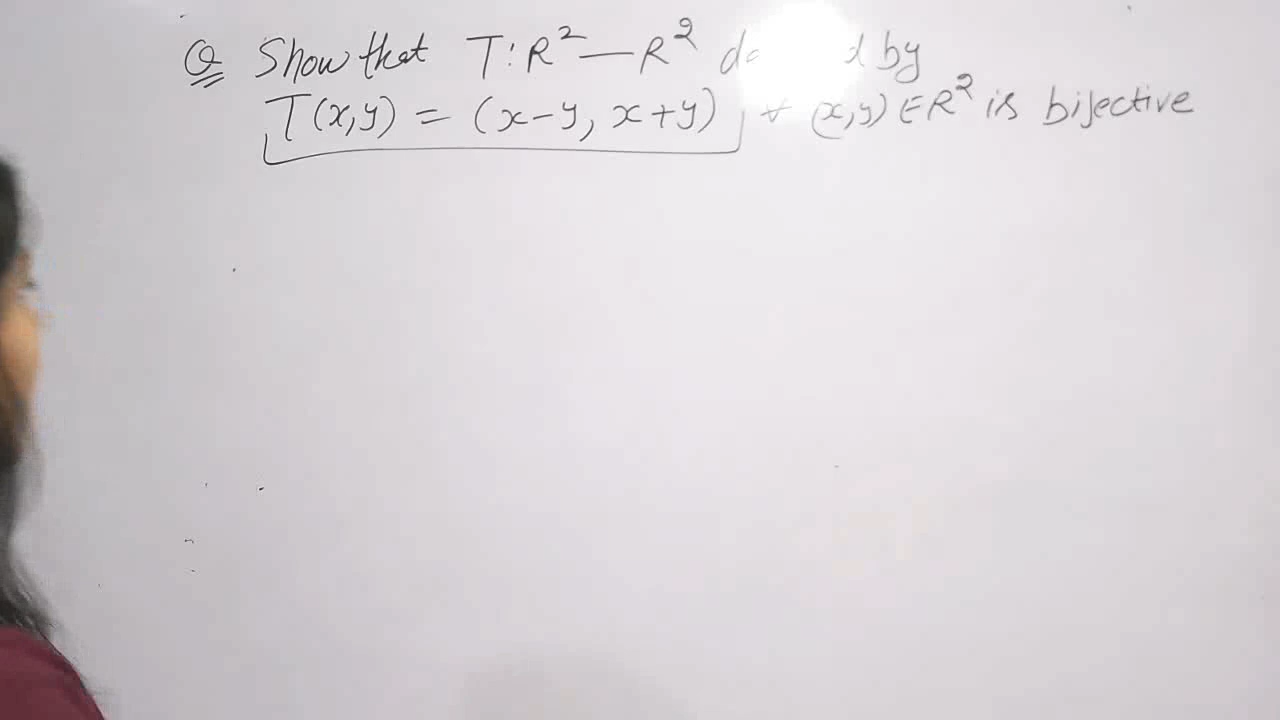 Q Show that T: R² — R² by
T(x,y) = (x-y, x+y) ∀ (x,y) ∈ R² is bijective